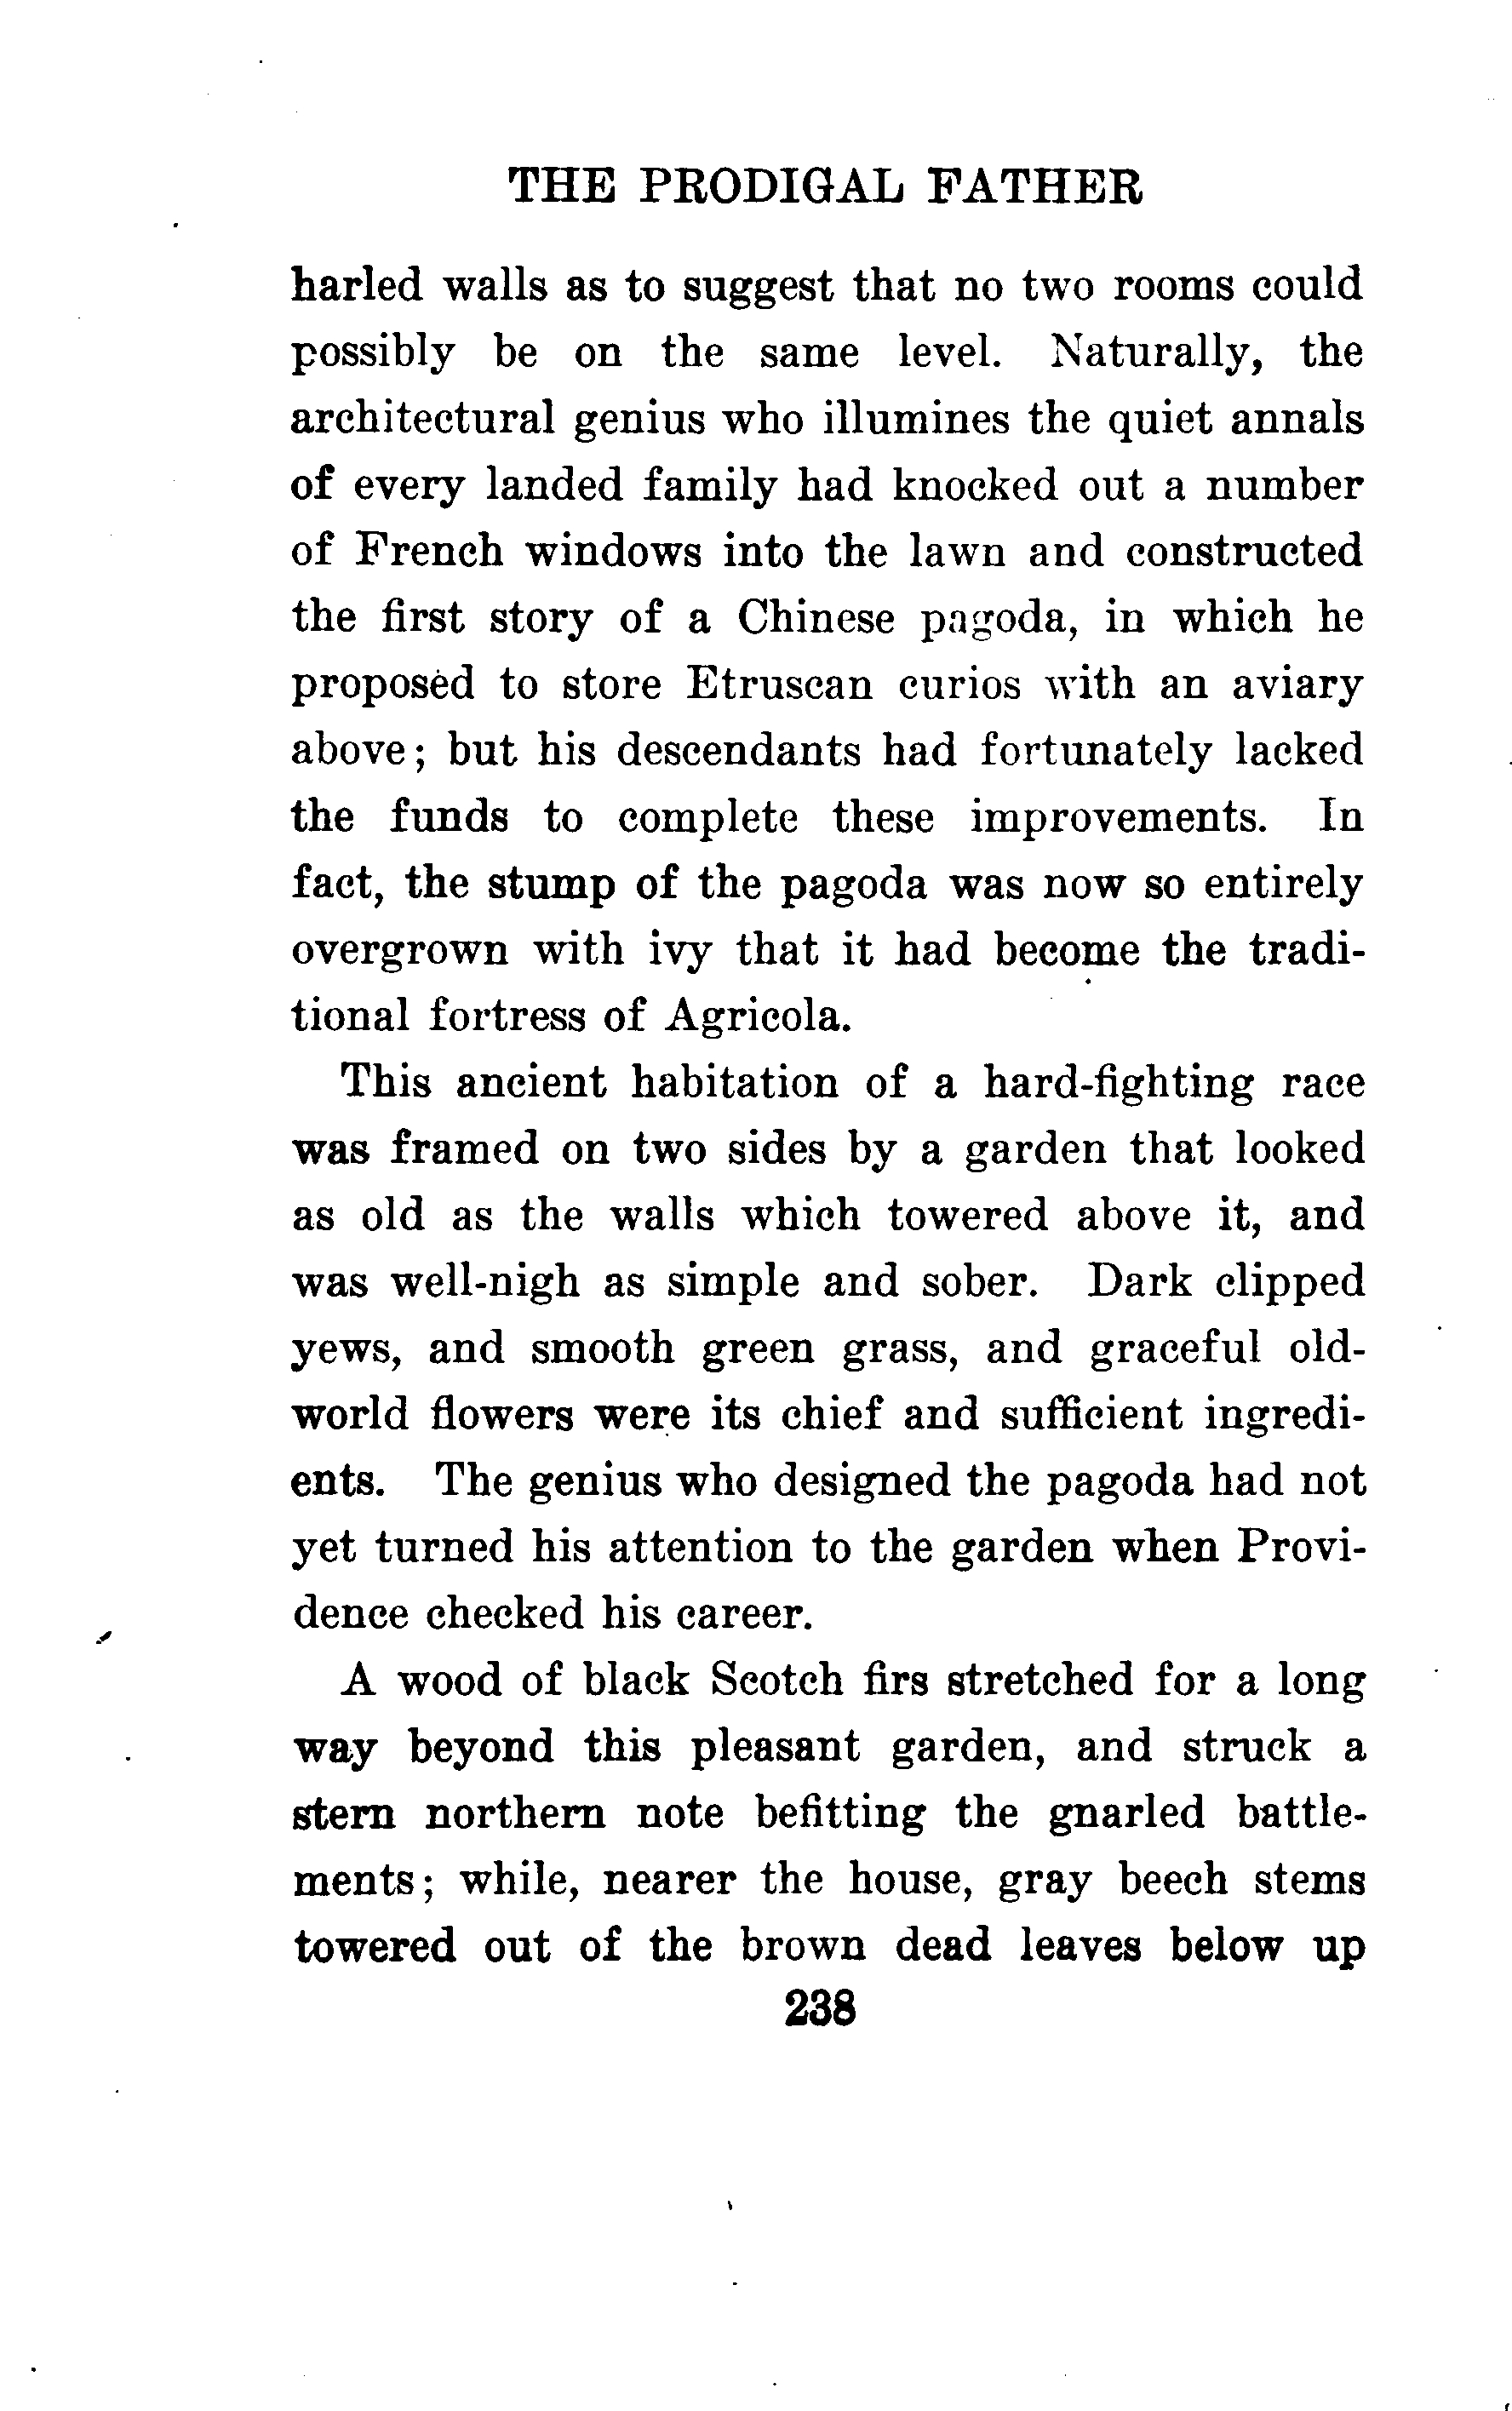 THE PRODIGAL FATHER
harled walls as to suggest that no two rooms could
possibly be on the same level. Naturally, the
architectural genius who illumines the quiet annals
of every landed family had knocked out a number
of French windows into the lawn and constructed
the first story of a Chinese pagoda, in which he
proposed to store Etruscan curios with an aviary
above; but his descendants had fortunately lacked
the funds to complete these improvements. In
fact, the stump of the pagoda was now so entirely
overgrown with ivy that it had become the tradi-
tional fortress of Agricola.
This ancient habitation of a hard-fighting race
was framed on two sides by a garden that looked
as old as the walls which towered above it, and
was well-nigh as simple and sober. Dark clipped
yews, and smooth green grass, and graceful old-
world flowers were its chief and sufficient ingredi-
ents. The genius who designed the pagoda had not
yet turned his attention to the garden when Provi-
dence checked his career.
A wood of black Scotch firs stretched for a long
way beyond this pleasant garden, and struck a
stern northern note befitting the gnarled battle-
ments; while, nearer the house, gray beech stems
towered out of the brown dead leaves below up
238